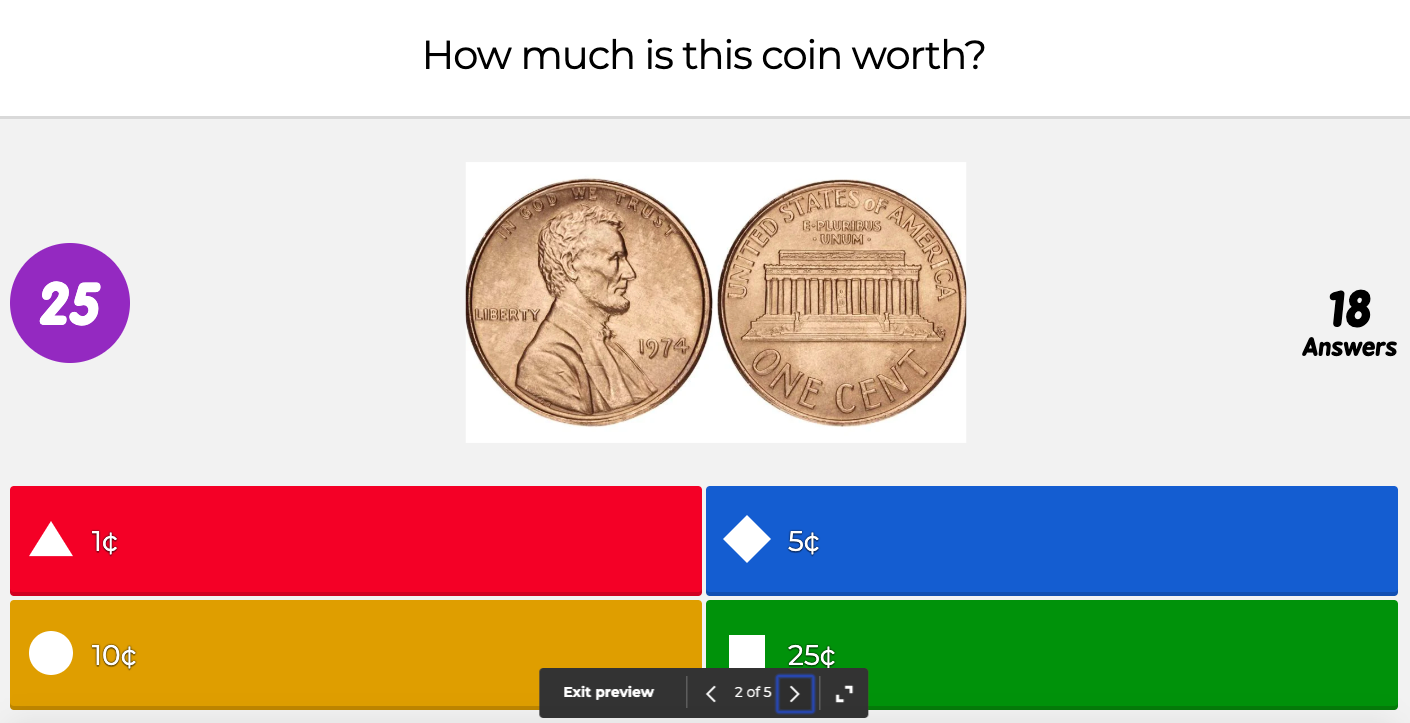 How much is this coin worth?
25
IN GOD WE TRUST
LIBERTY
1974
UNITED STATES of AMERICA
E·PLURIBUS
·UNUM·
ONE CENT
18
Answers
1¢
5¢
10¢
25¢
Exit preview
2 of 5